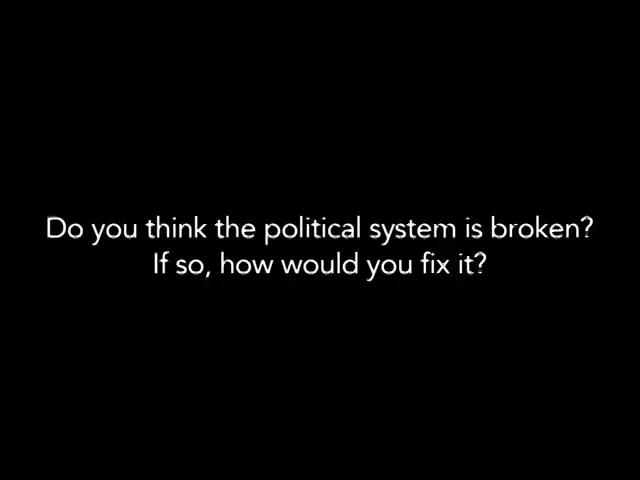 Do you think the political system is broken?
If so, how would you fix it?